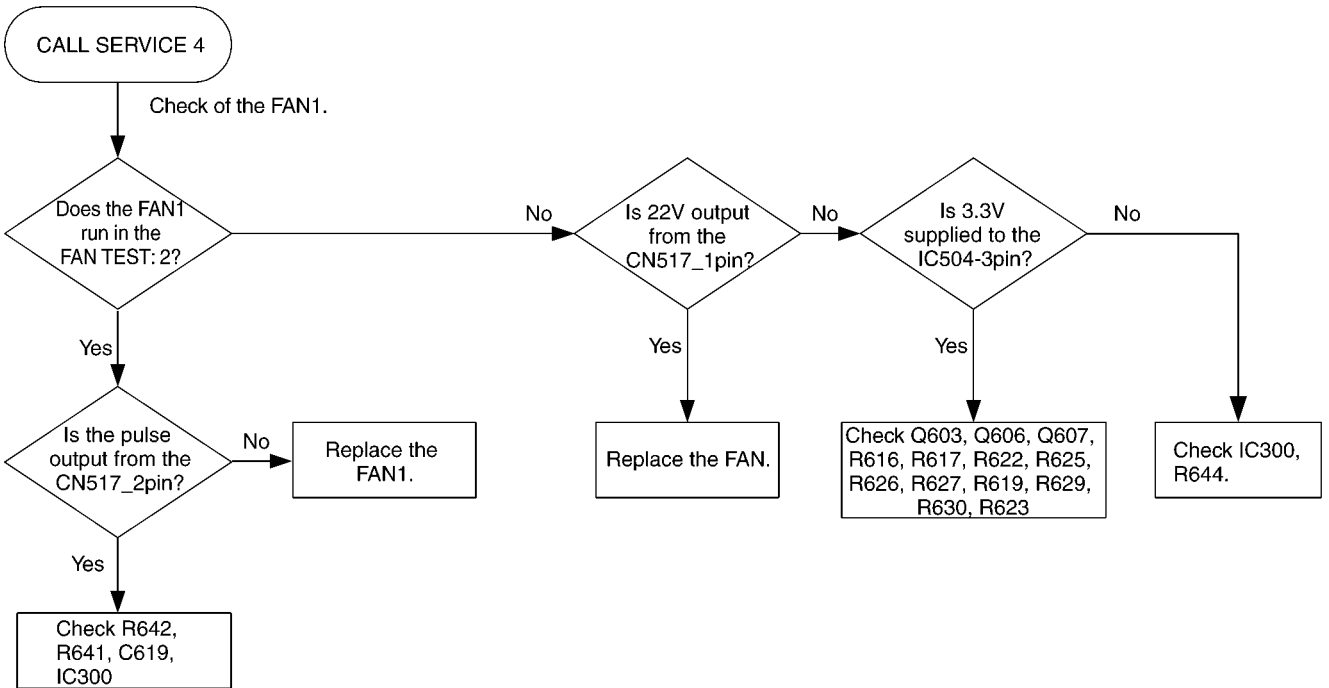 CALL SERVICE 4
Check of the FAN1.
Does the FAN1
run in the
FAN TEST: 2?
No
Is 22V output
from the
CN517_1pin?
No
Is 3.3V
supplied to the
IC504-3pin?
No
Yes
Yes
Yes
Is the pulse
output from the
CN517_2pin?
No
Replace the
FAN1.
Replace the FAN.
Check Q603, Q606, Q607,
R616, R617, R622, R625,
R626, R627, R619, R629,
R630, R623
Check IC300,
R644.
Yes
Check R642,
R641, C619,
IC300